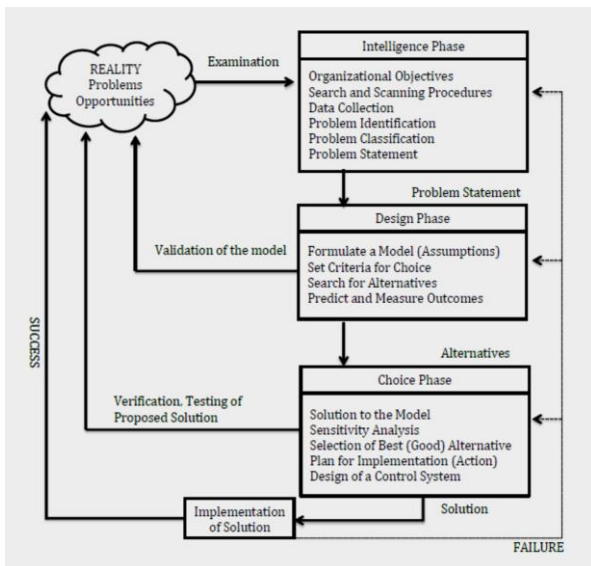 REALITY
Problems
Opportunities
Examination
Intelligence Phase
Organizational Objectives
Search and Scanning Procedures
Data Collection
Problem Identification
Problem Classification
Problem Statement
Problem Statement
Design Phase
Formulate a Model (Assumptions)
Set Criteria for Choice
Search for Alternatives
Predict and Measure Outcomes
Validation of the model
Alternatives
Choice Phase
Solution to the Model
Sensitivity Analysis
Selection of Best (Good) Alternative
Plan for Implementation (Action)
Design of a Control System
Verification, Testing of
Proposed Solution
SUCCESS
Solution
Implementation
of Solution
FAILURE